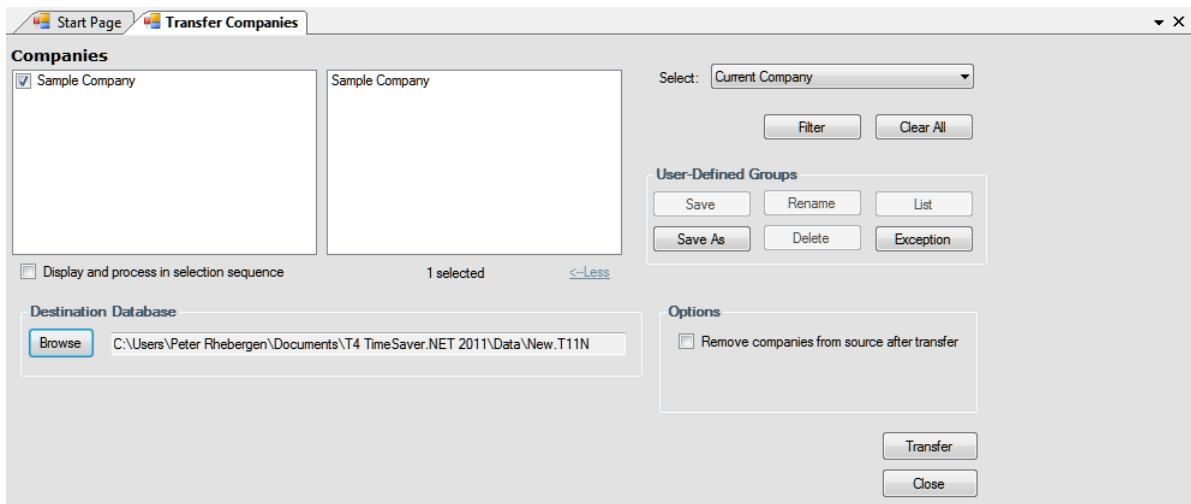 Start Page
Transfer Companies
Companies
Sample Company
Sample Company
Select: Current Company
Filter
Clear All
User-Defined Groups
Save
Rename
List
Save As
Delete
Exception
Display and process in selection sequence
1 selected
<--Less
Destination Database
Browse
C:\Users\Peter Rhebergen\Documents\T4 TimeSaver.NET 2011\Data\New.T11N
Options
Remove companies from source after transfer
Transfer
Close